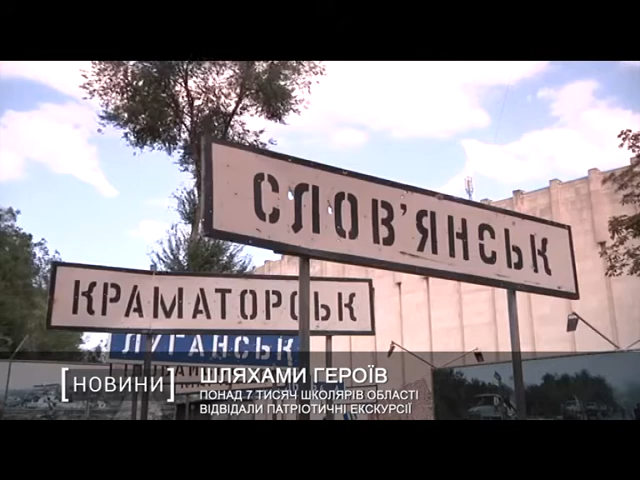 СЛОВ'ЯНСЬК
КРАМАТОРСЬК
ЛУГАНСЬК
[НОВИНИ]
ШЛЯХАМИ ГЕРОЇВ
ПОНАД 7 ТИСЯЧ ШКОЛЯРІВ ОБЛАСТІ
ВІДВІДАЛИ ПАТРІОТИЧНІ ЕКСКУРСІЇ